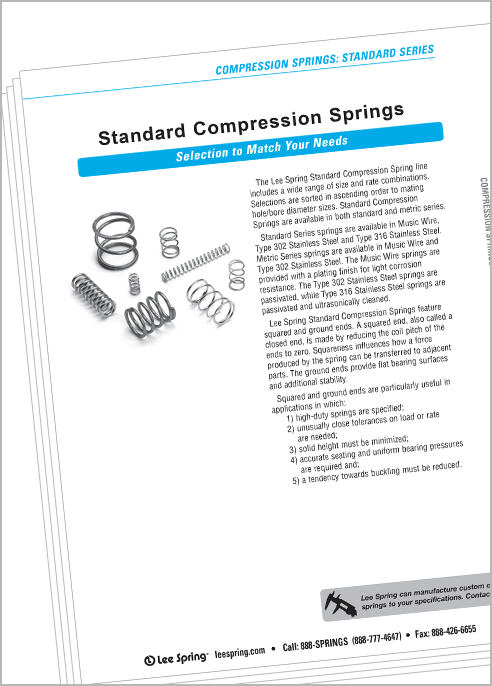 COMPRESSION SPRINGS: STANDARD SERIES
Standard Compression Springs
Selection to Match Your Needs
The Lee Spring Standard Compression Spring line
includes a wide range of size and rate combinations.
Selections are sorted in ascending order to mating
hole/bore diameter sizes. Standard Compression
Springs are available in both standard and metric series.
Standard Series springs are available in Music Wire,
Type 302 Stainless Steel and Type 316 Stainless Steel.
Metric Series springs are available in Music Wire and
Type 302 Stainless Steel. The Music Wire springs are
provided with a plating finish for light corrosion
resistance. The Type 302 Stainless Steel springs are
passivated, while Type 316 Stainless Steel springs are
passivated and ultrasonically cleaned.
Lee Spring Standard Compression Springs feature
squared and ground ends. A squared end, also called a
closed end, is made by reducing the coil pitch of the
ends to zero. Squareness influences how a force
produced by the spring can be transferred to adjacent
parts. The ground ends provide flat bearing surfaces
and additional stability.
Squared and ground ends are particularly useful in
applications in which:
1) high-duty springs are specified;
2) unusually close tolerances on load or rate
are needed;
3) solid height must be minimized;
4) accurate seating and uniform bearing pressures
are required and;
5) a tendency towards buckling must be reduced.
COMPRESSION SPRINGS
Lee Spring can manufacture custom c
springs to your specifications. Contac
Lee Spring® leespring.com • Call: 888-SPRINGS (888-777-4647) • Fax: 888-426-6655